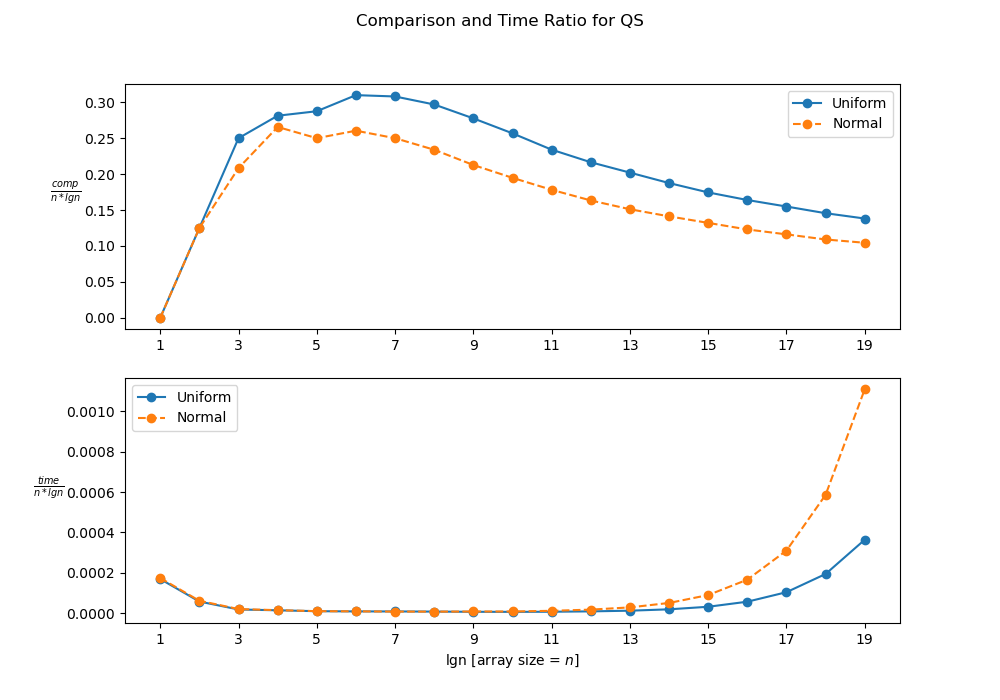 Comparison and Time Ratio for QS
0.30
0.25
0.20
0.15
0.10
0.05
0.00
comp
n * lgn
Uniform
Normal
1 3 5 7 9 11 13 15 17 19
0.0010
0.0008
0.0006
0.0004
0.0002
0.0000
time
n * lgn
Uniform
Normal
1 3 5 7 9 11 13 15 17 19
lgn [array size = n]